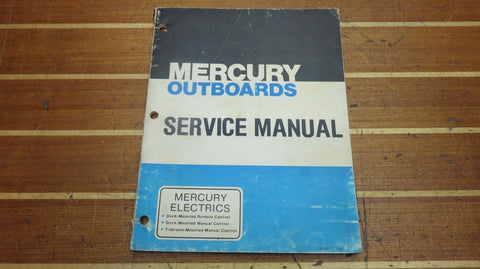 MERCURY
OUTBOARDS
SERVICE MANUAL
MERCURY
ELECTRICS
• Deck-Mounted Remote Control
• Deck-Mounted Manual Control
• Transom-Mounted Manual Control